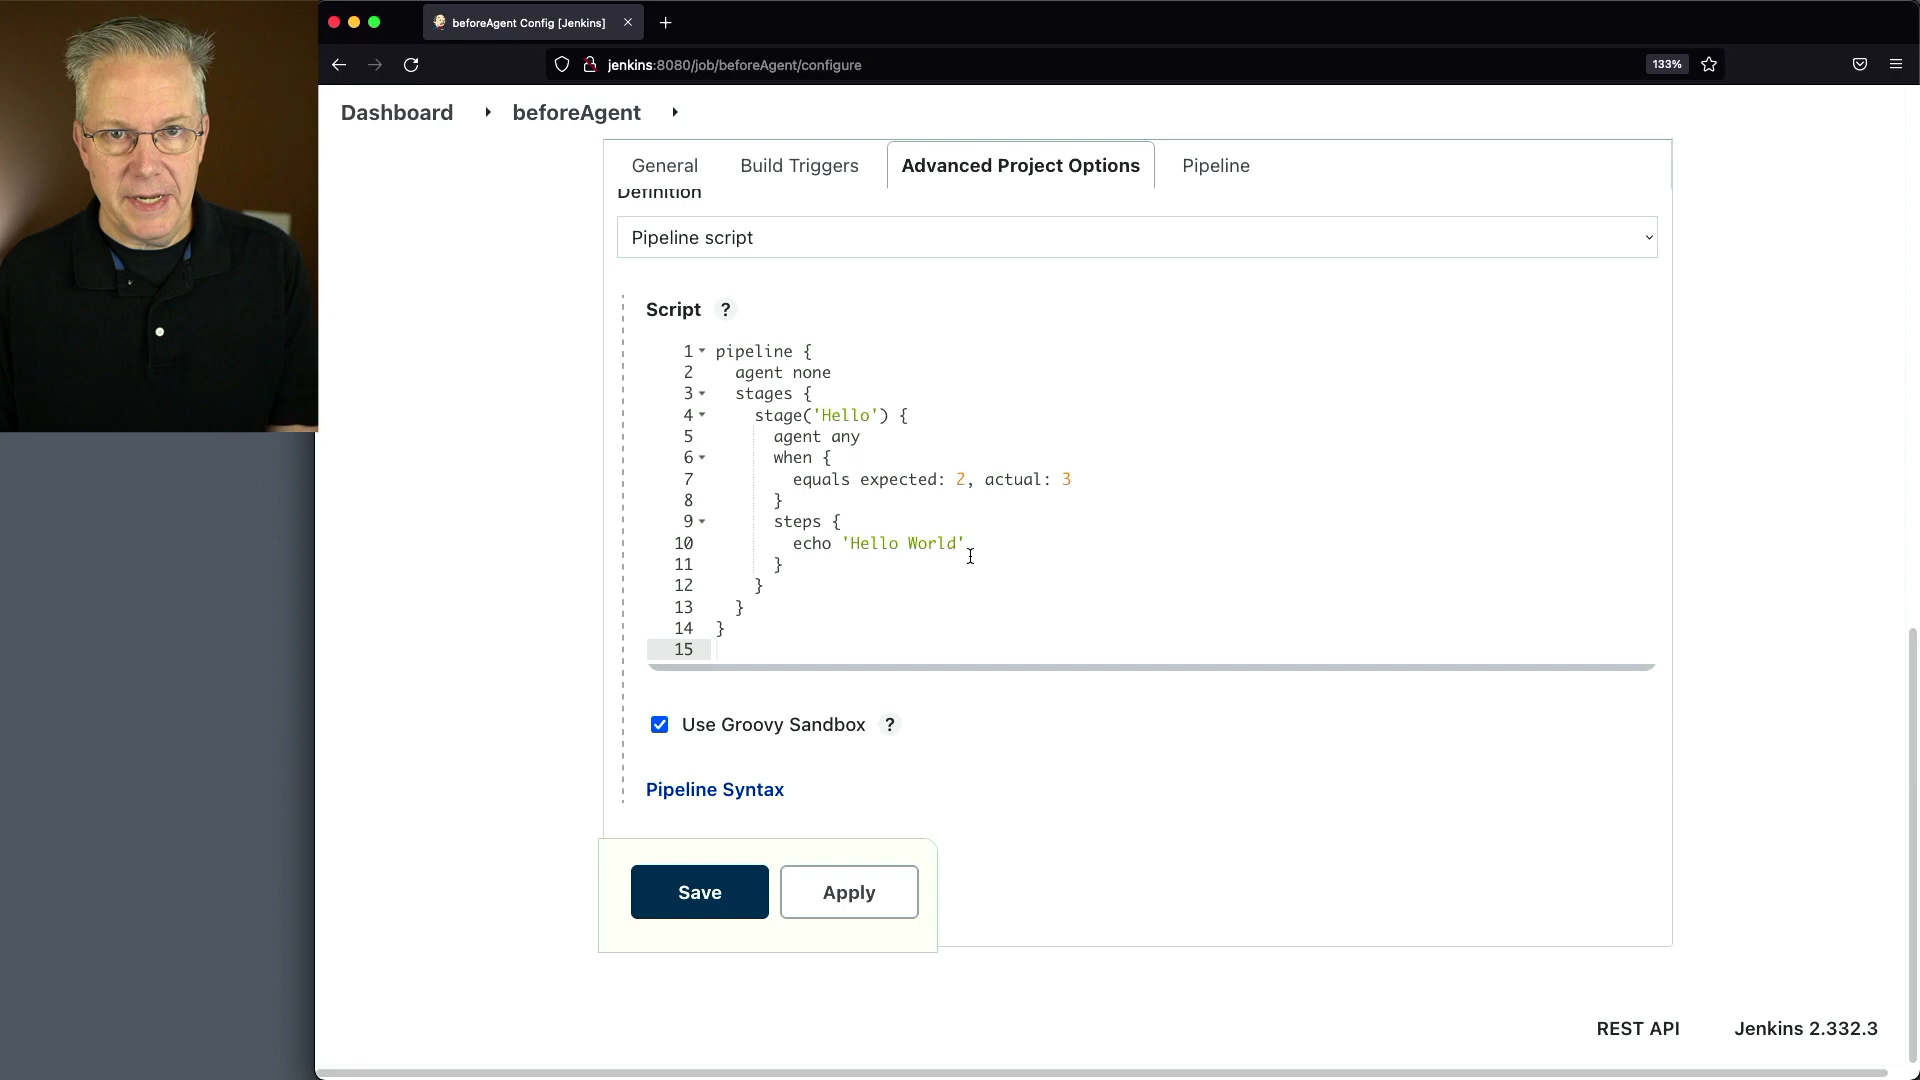 beforeAgent Config [Jenkins]
jenkins:8080/job/beforeAgent/configure
133%
Dashboard
beforeAgent
General
Build Triggers
Advanced Project Options
Pipeline
Definition
Pipeline script
Script ?
1 pipeline {
2 agent none
3 stages {
4 stage('Hello') {
5 agent any
6 when {
7 equals expected: 2, actual: 3
8 }
9 steps {
10 echo 'Hello World'
11 }
12 }
13 }
14 }
15
Use Groovy Sandbox ?
Pipeline Syntax
Save
Apply
REST API
Jenkins 2.332.3